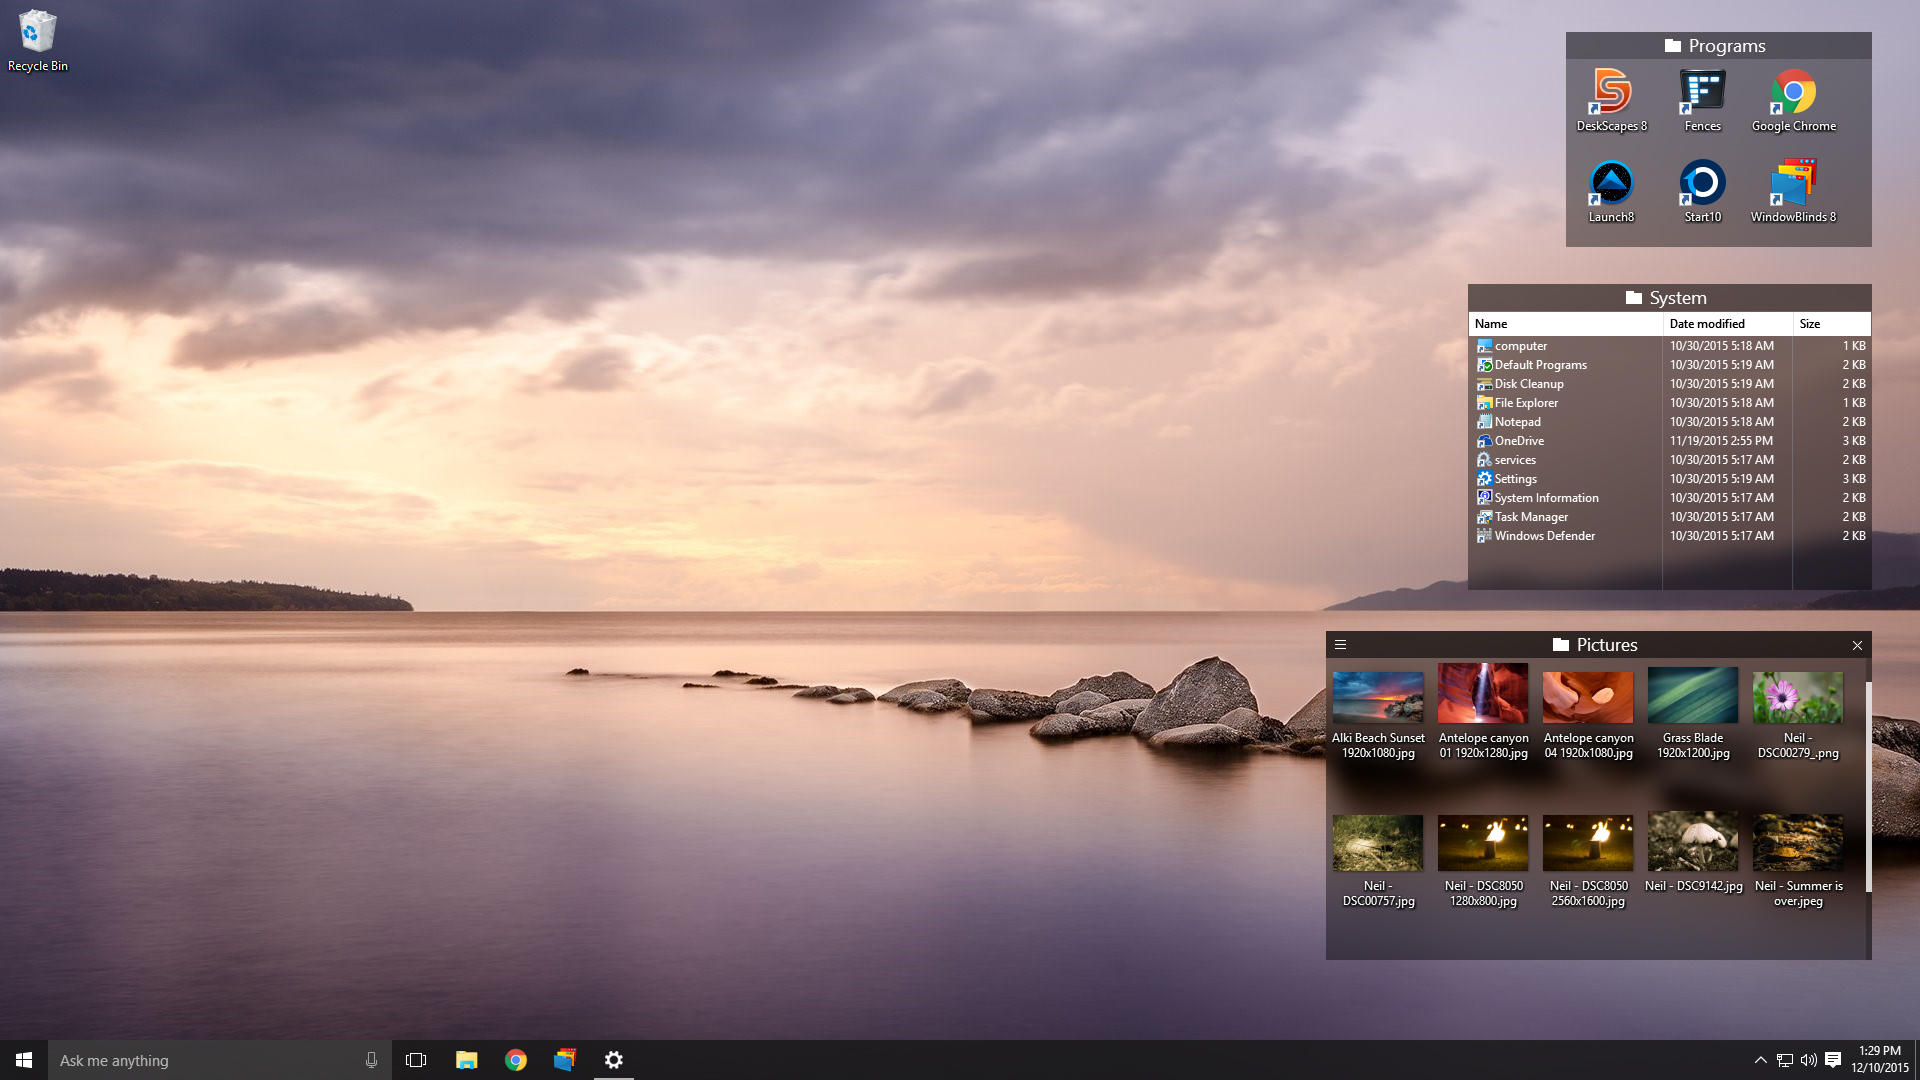 Recycle Bin
Programs
DeskScapes 8
Fences
Google Chrome
Launch8
Start10
WindowBlinds 8
System
Name Date modified Size
computer 10/30/2015 5:18 AM 1 KB
Default Programs 10/30/2015 5:19 AM 2 KB
Disk Cleanup 10/30/2015 5:19 AM 2 KB
File Explorer 10/30/2015 5:18 AM 1 KB
Notepad 10/30/2015 5:18 AM 2 KB
OneDrive 11/19/2015 2:55 PM 3 KB
services 10/30/2015 5:17 AM 2 KB
Settings 10/30/2015 5:19 AM 3 KB
System Information 10/30/2015 5:17 AM 2 KB
Task Manager 10/30/2015 5:17 AM 2 KB
Windows Defender 10/30/2015 5:17 AM 2 KB
Pictures
Alki Beach Sunset
1920x1080.jpg
Antelope canyon
01 1920x1280.jpg
Antelope canyon
04 1920x1080.jpg
Grass Blade
1920x1200.jpg
Neil -
DSC00279_.png
Neil -
DSC00757.jpg
Neil - DSC8050
1280x800.jpg
Neil - DSC8050
2560x1600.jpg
Neil - DSC9142.jpg
Neil - Summer is
over.jpeg
Ask me anything
1:29 PM
12/10/2015